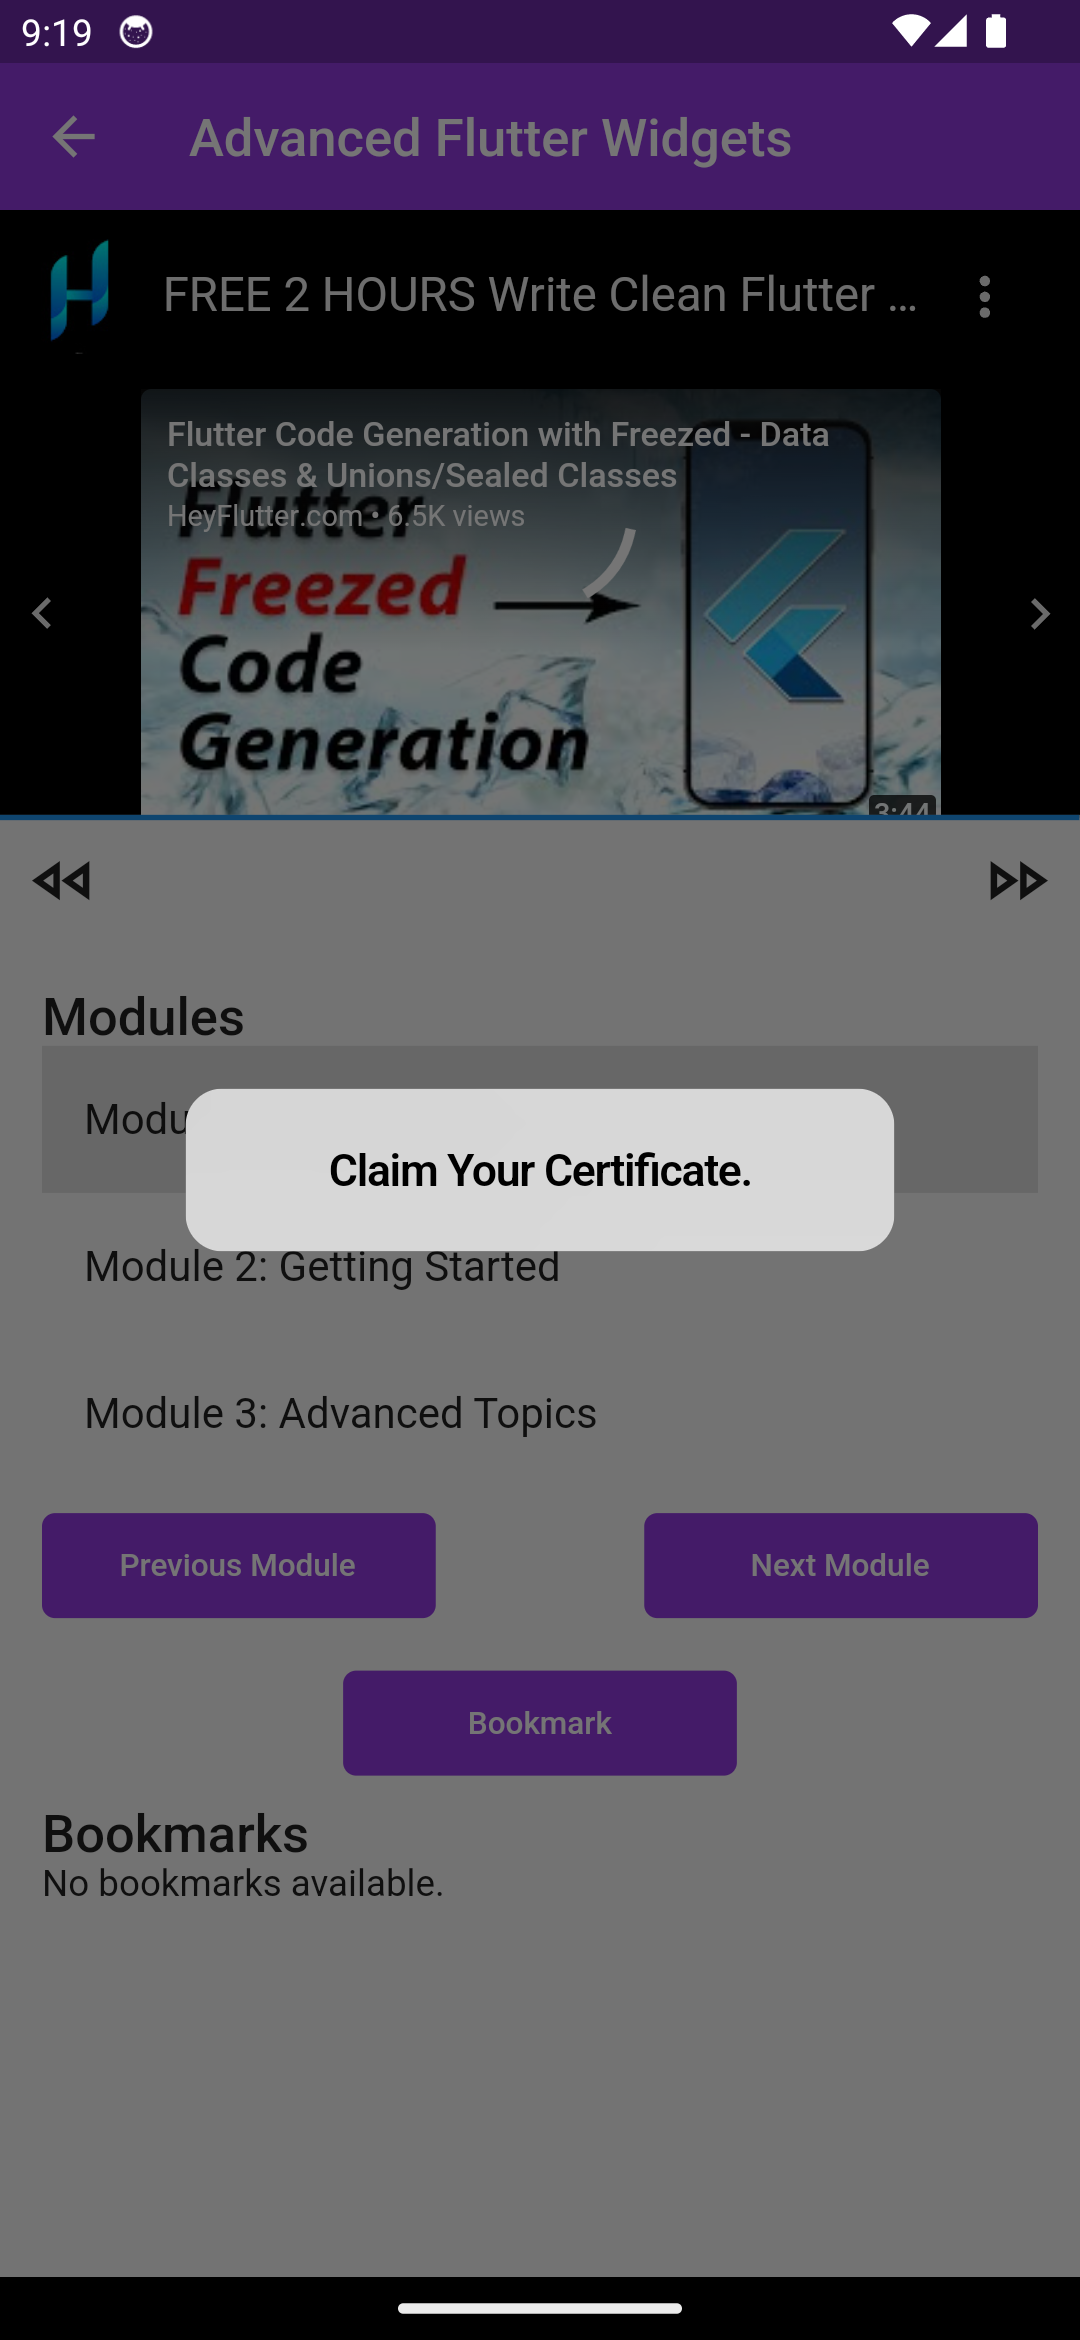 9:19
Advanced Flutter Widgets
FREE 2 HOURS Write Clean Flutter ...
Flutter Code Generation with Freezed - Data
Classes & Unions/Sealed Classes
HeyFlutter.com • 6.5K views
Flutter
Freezed
Code
Generation
3:44
Modules
Modu
Claim Your Certificate.
Module 2: Getting Started
Module 3: Advanced Topics
Previous Module
Next Module
Bookmark
Bookmarks
No bookmarks available.